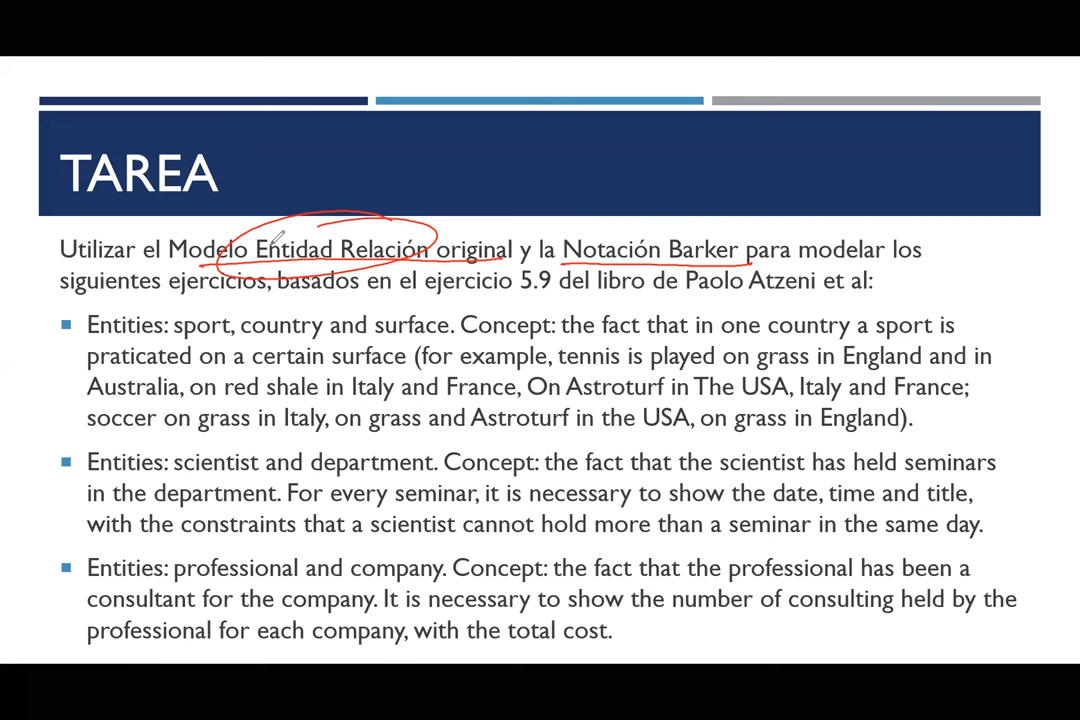 TAREA
Utilizar el Modelo Entidad Relación original y la Notación Barker para modelar los
siguientes ejercicios, basados en el ejercicio 5.9 del libro de Paolo Atzeni et al:
Entities: sport, country and surface. Concept: the fact that in one country a sport is
praticated on a certain surface (for example, tennis is played on grass in England and in
Australia, on red shale in Italy and France, On Astroturf in The USA, Italy and France;
soccer on grass in Italy, on grass and Astroturf in the USA, on grass in England).
Entities: scientist and department. Concept: the fact that the scientist has held seminars
in the department. For every seminar, it is necessary to show the date, time and title,
with the constraints that a scientist cannot hold more than a seminar in the same day.
Entities: professional and company. Concept: the fact that the professional has been a
consultant for the company. It is necessary to show the number of consulting held by the
professional for each company, with the total cost.